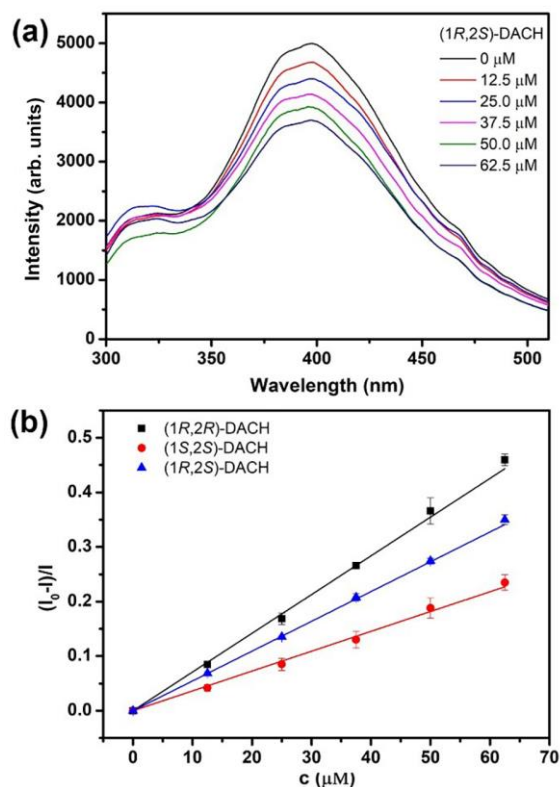 (a)
(1R,2S)-DACH
0 μM
12.5 μM
25.0 μM
37.5 μM
50.0 μM
62.5 μM
5000
4000
3000
2000
1000
0
Intensity (arb. units)
300 350 400 450 500
Wavelength (nm)
(b)
(1R,2R)-DACH
(1S,2S)-DACH
(1R,2S)-DACH
0.5
0.4
0.3
0.2
0.1
0.0
(I₀-I)/I
0 10 20 30 40 50 60 70
c (μM)